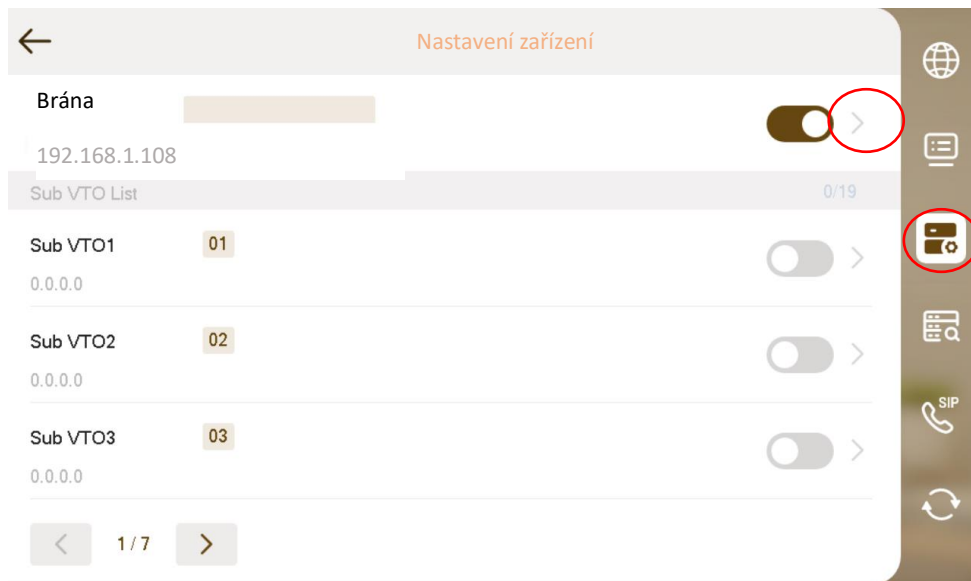 Nastavení zařízení
Brána
192.168.1.108
Sub VTO List 0/19
Sub VTO1 01
0.0.0.0
Sub VTO2 02
0.0.0.0
Sub VTO3 03
0.0.0.0
1/7
SIP